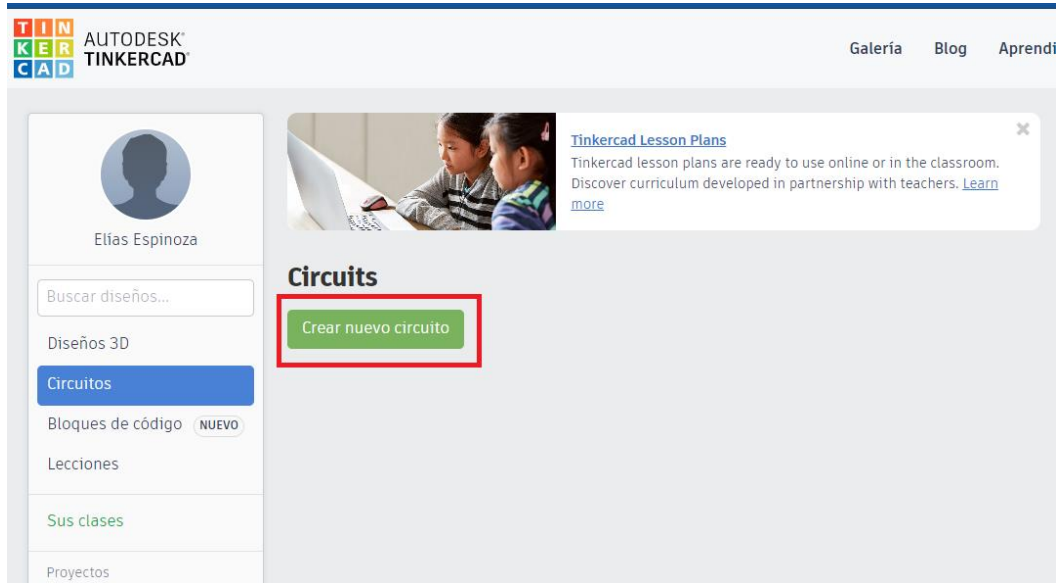 TIN
KER
CAD
AUTODESK®
TINKERCAD®
Galería Blog Aprendi
Elías Espinoza
Buscar diseños...
Diseños 3D
Circuitos
Bloques de código NUEVO
Lecciones
Sus clases
Proyectos
Tinkercad Lesson Plans
Tinkercad lesson plans are ready to use online or in the classroom.
Discover curriculum developed in partnership with teachers. Learn
more
Circuits
Crear nuevo circuito